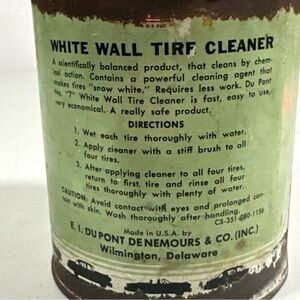 U.S. PAT.
WHITE WALL TIRE CLEANER
A scientifically balanced product, that cleans by chem-
ical action. Contains a powerful cleaning agent that
makes tires "snow white." Requires less work. Du Pont
No. "7" White Wall Tire Cleaner is fast, easy to use,
very economical. A really safe product.
DIRECTIONS
1. Wet each tire thoroughly with water.
2. Apply cleaner with a stiff brush to all
four tires.
3. After applying cleaner to all four tires,
return to first tire and rinse all four
tires thoroughly with plenty of water.
CAUTION: Avoid contact with eyes and prolonged con-
tact with skin. Wash thoroughly after handling.
CS-351-080-1156
Made in U.S.A. by
E. I. DU PONT DE NEMOURS & CO. (INC.)
Wilmington, Delaware